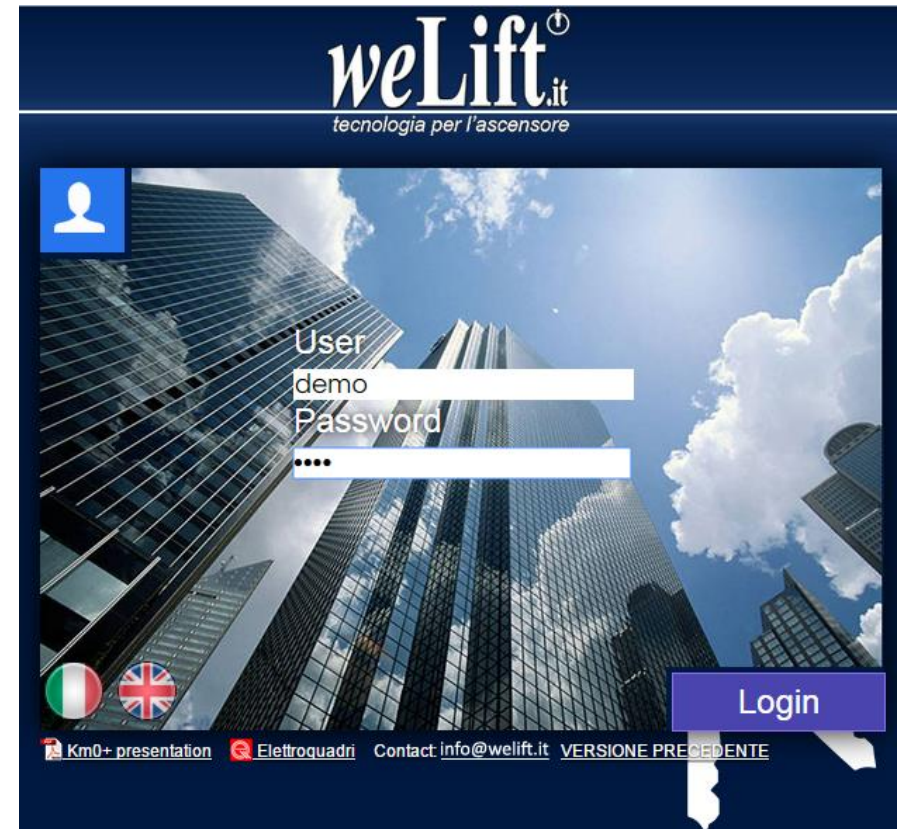 weLift.it
tecnologia per l'ascensore
User
demo
Password
••••
Login
Km0+ presentation Elettroquadri Contact: info@welift.it VERSIONE PRECEDENTE